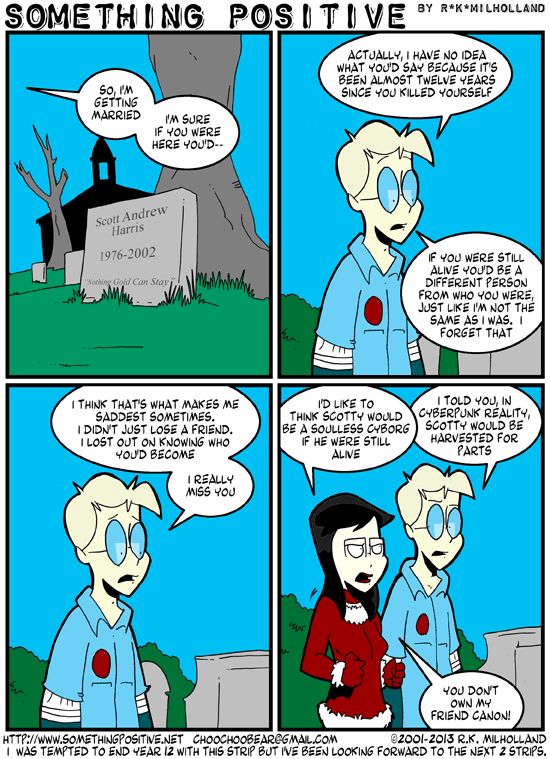 SOMETHING POSITIVE BY R*K*MILHOLLAND
SO, I'M
GETTING
MARRIED
I'M SURE
IF YOU WERE
HERE YOU'D--
Scott Andrew
Harris
1976-2002
"Nothing Gold Can Stay"
ACTUALLY, I HAVE NO IDEA
WHAT YOU'D SAY BECAUSE IT'S
BEEN ALMOST TWELVE YEARS
SINCE YOU KILLED YOURSELF
IF YOU WERE STILL
ALIVE YOU'D BE A
DIFFERENT PERSON
FROM WHO YOU WERE,
JUST LIKE I'M NOT THE
SAME AS I WAS. I
FORGET THAT
I THINK THAT'S WHAT MAKES ME
SADDEST SOMETIMES.
I DIDN'T JUST LOSE A FRIEND.
I LOST OUT ON KNOWING WHO
YOU'D BECOME
I REALLY
MISS YOU
I'D LIKE TO
THINK SCOTTY WOULD
BE A SOULLESS CYBORG
IF HE WERE STILL
ALIVE
I TOLD YOU, IN
CYBERPUNK REALITY,
SCOTTY WOULD BE
HARVESTED FOR
PARTS
YOU DON'T
OWN MY
FRIEND CANON!
HTTP://WWW.SOMETHINGPOSITIVE.NET CHOOCHOOBEAR@GMAIL.COM ©2001-2013 R.K. MILHOLLAND
I WAS TEMPTED TO END YEAR 12 WITH THIS STRIP BUT I'VE BEEN LOOKING FORWARD TO THE NEXT 2 STRIPS.